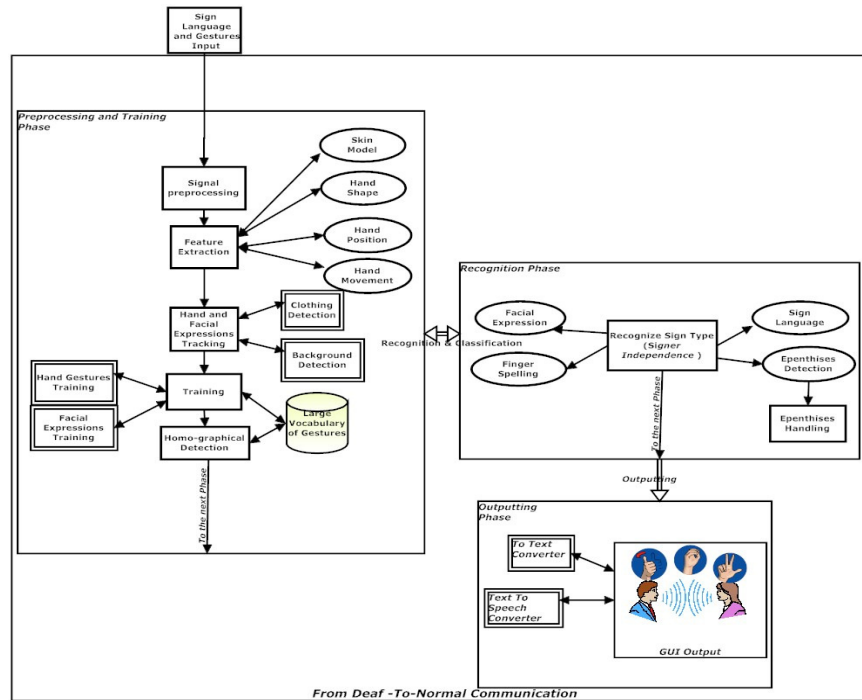 Sign
Language
and Gestures
Input
Preprocessing and Training
Phase
Skin
Model
Signal
preprocessing
Hand
Shape
Feature
Extraction
Hand
Position
Hand
Movement
Hand and
Facial
Expressions
Tracking
Clothing
Detection
Background
Detection
Hand Gestures
Training
Training
Facial
Expressions
Training
Large
Vocabulary
of Gestures
Homo-graphical
Detection
To the next Phase
Recognition & Classification
Recognition Phase
Facial
Expression
Sign
Language
Recognize Sign Type
(Signer
Independence )
Finger
Spelling
Epenthises
Detection
Epenthises
Handling
To the next Phase
Outputting
Outputting
Phase
To Text
Converter
Text To
Speech
Converter
GUI Output
From Deaf -To-Normal Communication